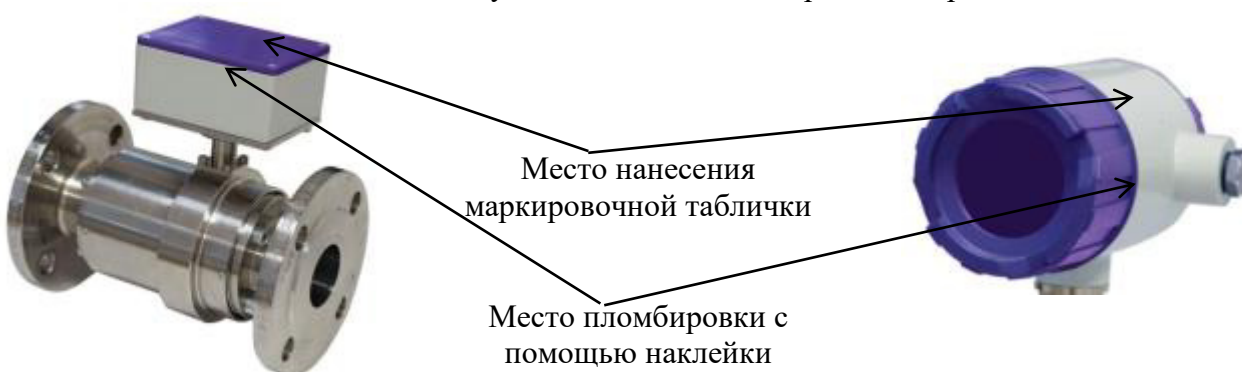 Место нанесения
маркировочной таблички
Место пломбировки с
помощью наклейки